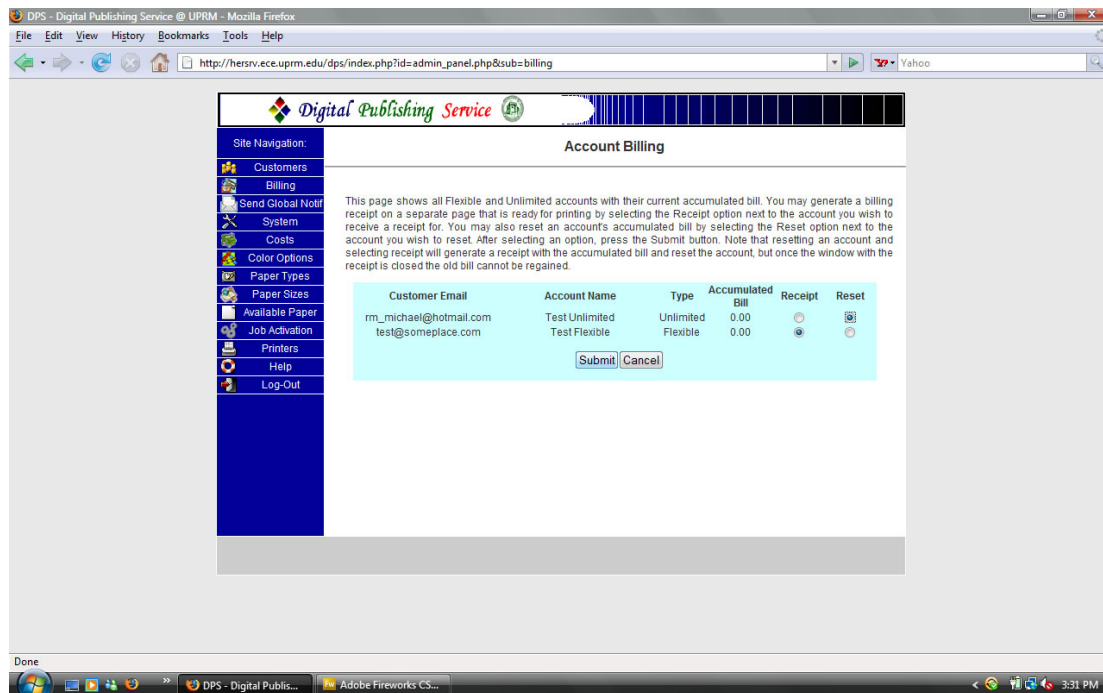 DPS - Digital Publishing Service @ UPRM - Mozilla Firefox
File Edit View History Bookmarks Tools Help
http://hersrv.ece.uprm.edu/dps/index.php?id=admin_panel.php&sub=billing
Yahoo
Digital Publishing Service
Site Navigation:
Customers
Billing
Send Global Notif
System
Costs
Color Options
Paper Types
Paper Sizes
Available Paper
Job Activation
Printers
Help
Log-Out
Account Billing
This page shows all Flexible and Unlimited accounts with their current accumulated bill. You may generate a billing
receipt on a separate page that is ready for printing by selecting the Receipt option next to the account you wish to
receive a receipt for. You may also reset an account's accumulated bill by selecting the Reset option next to the
account you wish to reset. After selecting an option, press the Submit button. Note that resetting an account and
selecting receipt will generate a receipt with the accumulated bill and reset the account, but once the window with the
receipt is closed the old bill cannot be regained.
Customer Email Account Name Type Accumulated Bill Receipt Reset
rm_michael@hotmail.com Test Unlimited Unlimited 0.00
test@someplace.com Test Flexible Flexible 0.00
Submit Cancel
Done
DPS - Digital Publis... Adobe Fireworks CS... 3:31 PM